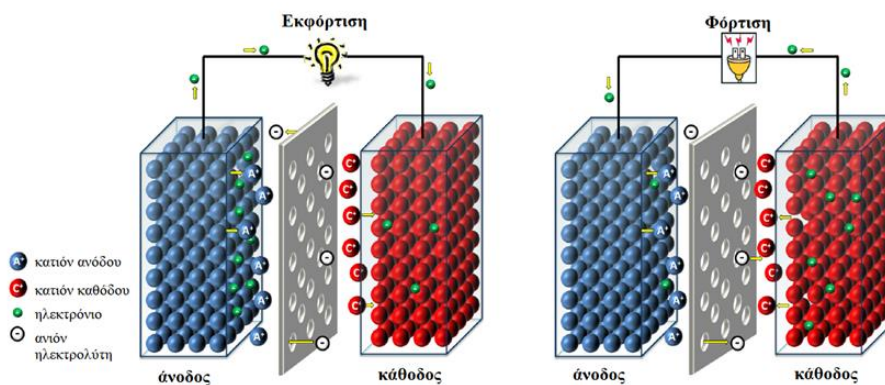 Εκφόρτιση
Φόρτιση
A⁺
A⁺
A⁺
A⁺
A⁺
A⁺
C⁺
C⁺
C⁺
C⁺
C⁺
C⁺
A⁺
A⁺
A⁺
A⁺
A⁺
A⁺
C⁺
C⁺
C⁺
C⁺
C⁺
C⁺
A⁺ κατιόν ανόδου
C⁺ κατιόν καθόδου
ηλεκτρόνιο
- ανιόν
ηλεκτρολύτη
άνοδος
κάθοδος
άνοδος
κάθοδος